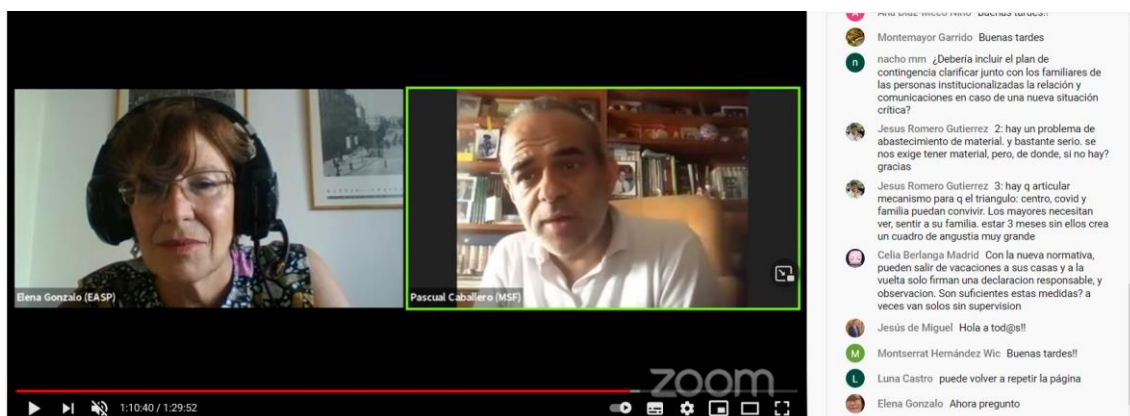 Elena Gonzalo (EASP)
Pascual Caballero (MSF)
zoom
1:10:40 / 1:29:52
Buenas tardes!!
Montemayor Garrido Buenas tardes
n
nacho mm ¿Debería incluir el plan de
contingencia clarificar junto con los familiares de
las personas institucionalizadas la relación y
comunicaciones en caso de una nueva situación
crítica?
Jesus Romero Gutierrez 2: hay un problema de
abastecimiento de material. y bastante serio. se
nos exige tener material, pero, de donde, si no hay?
gracias
Jesus Romero Gutierrez 3: hay q articular
mecanismo para q el triangulo: centro, covid y
familia puedan convivir. Los mayores necesitan
ver, sentir a su familia. estar 3 meses sin ellos crea
un cuadro de angustia muy grande
Celia Berlanga Madrid Con la nueva normativa,
pueden salir de vacaciones a sus casas y a la
vuelta solo firman una declaracion responsable, y
observacion. Son suficientes estas medidas? a
veces van solos sin supervision
Jesús de Miguel Hola a tod@s!!
M
Montserrat Hernández Wic Buenas tardes!!
L
Luna Castro puede volver a repetir la página
Elena Gonzalo Ahora pregunto